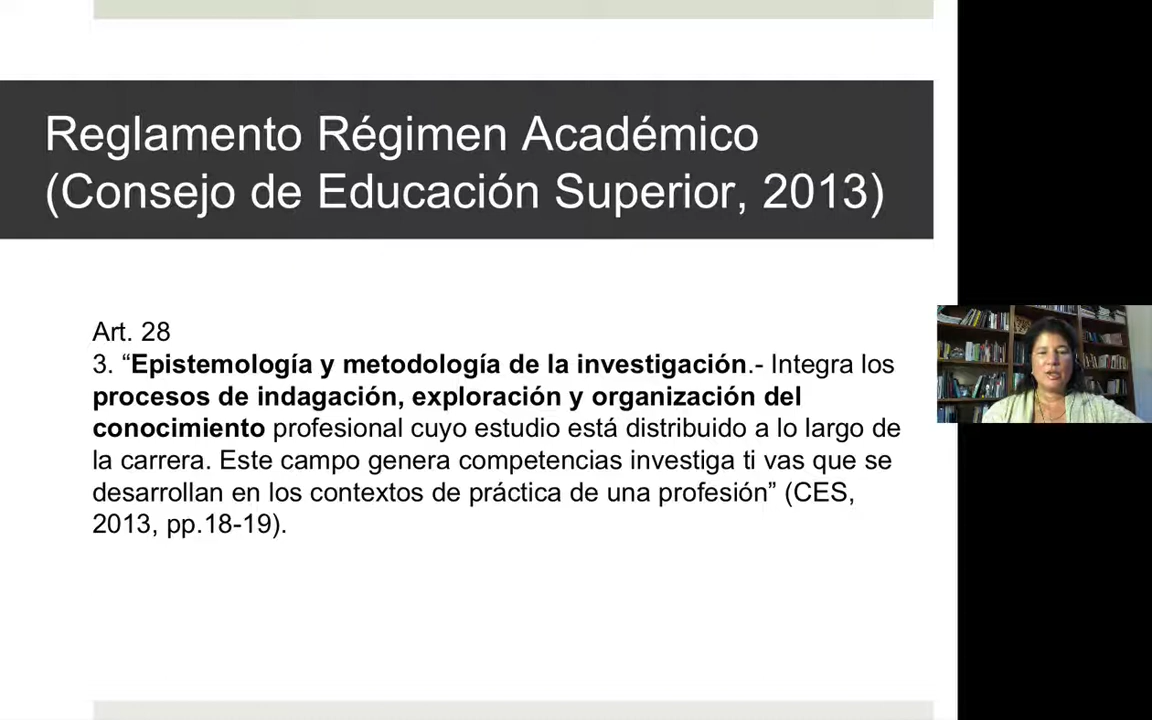 Reglamento Régimen Académico
(Consejo de Educación Superior, 2013)
Art. 28
3. “Epistemología y metodología de la investigación.- Integra los
procesos de indagación, exploración y organización del
conocimiento profesional cuyo estudio está distribuido a lo largo de
la carrera. Este campo genera competencias investiga ti vas que se
desarrollan en los contextos de práctica de una profesión” (CES,
2013, pp.18-19).